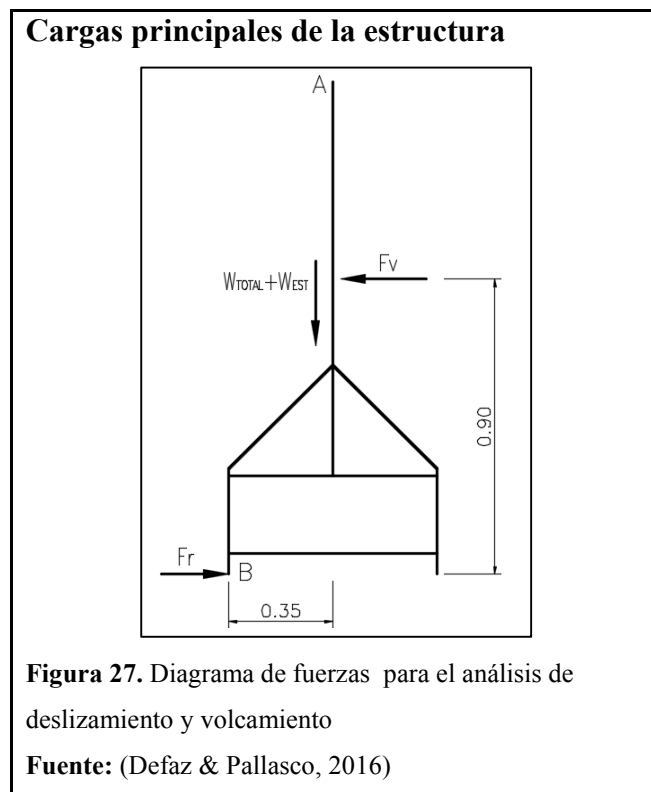 Cargas principales de la estructura
A
Fv
WTOTAL+WEST
0.90
Fr
B
0.35
Figura 27. Diagrama de fuerzas para el análisis de
deslizamiento y volcamiento
Fuente: (Defaz & Pallasco, 2016)